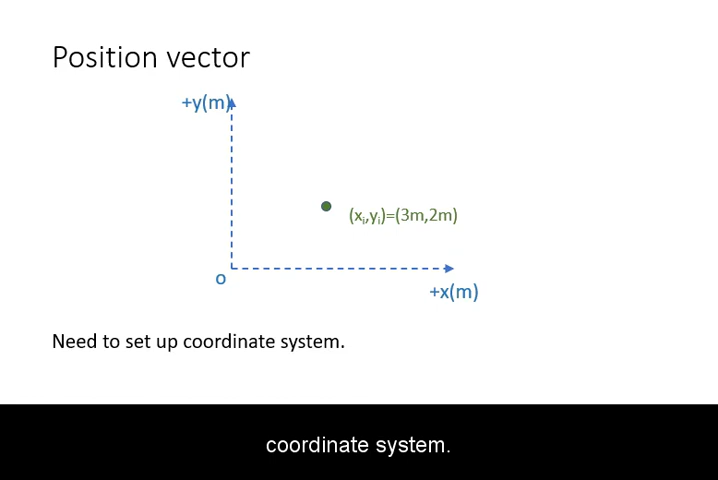 Position vector
+y(m)
(xᵢ,yᵢ)=(3m,2m)
o
+x(m)
Need to set up coordinate system.
coordinate system.